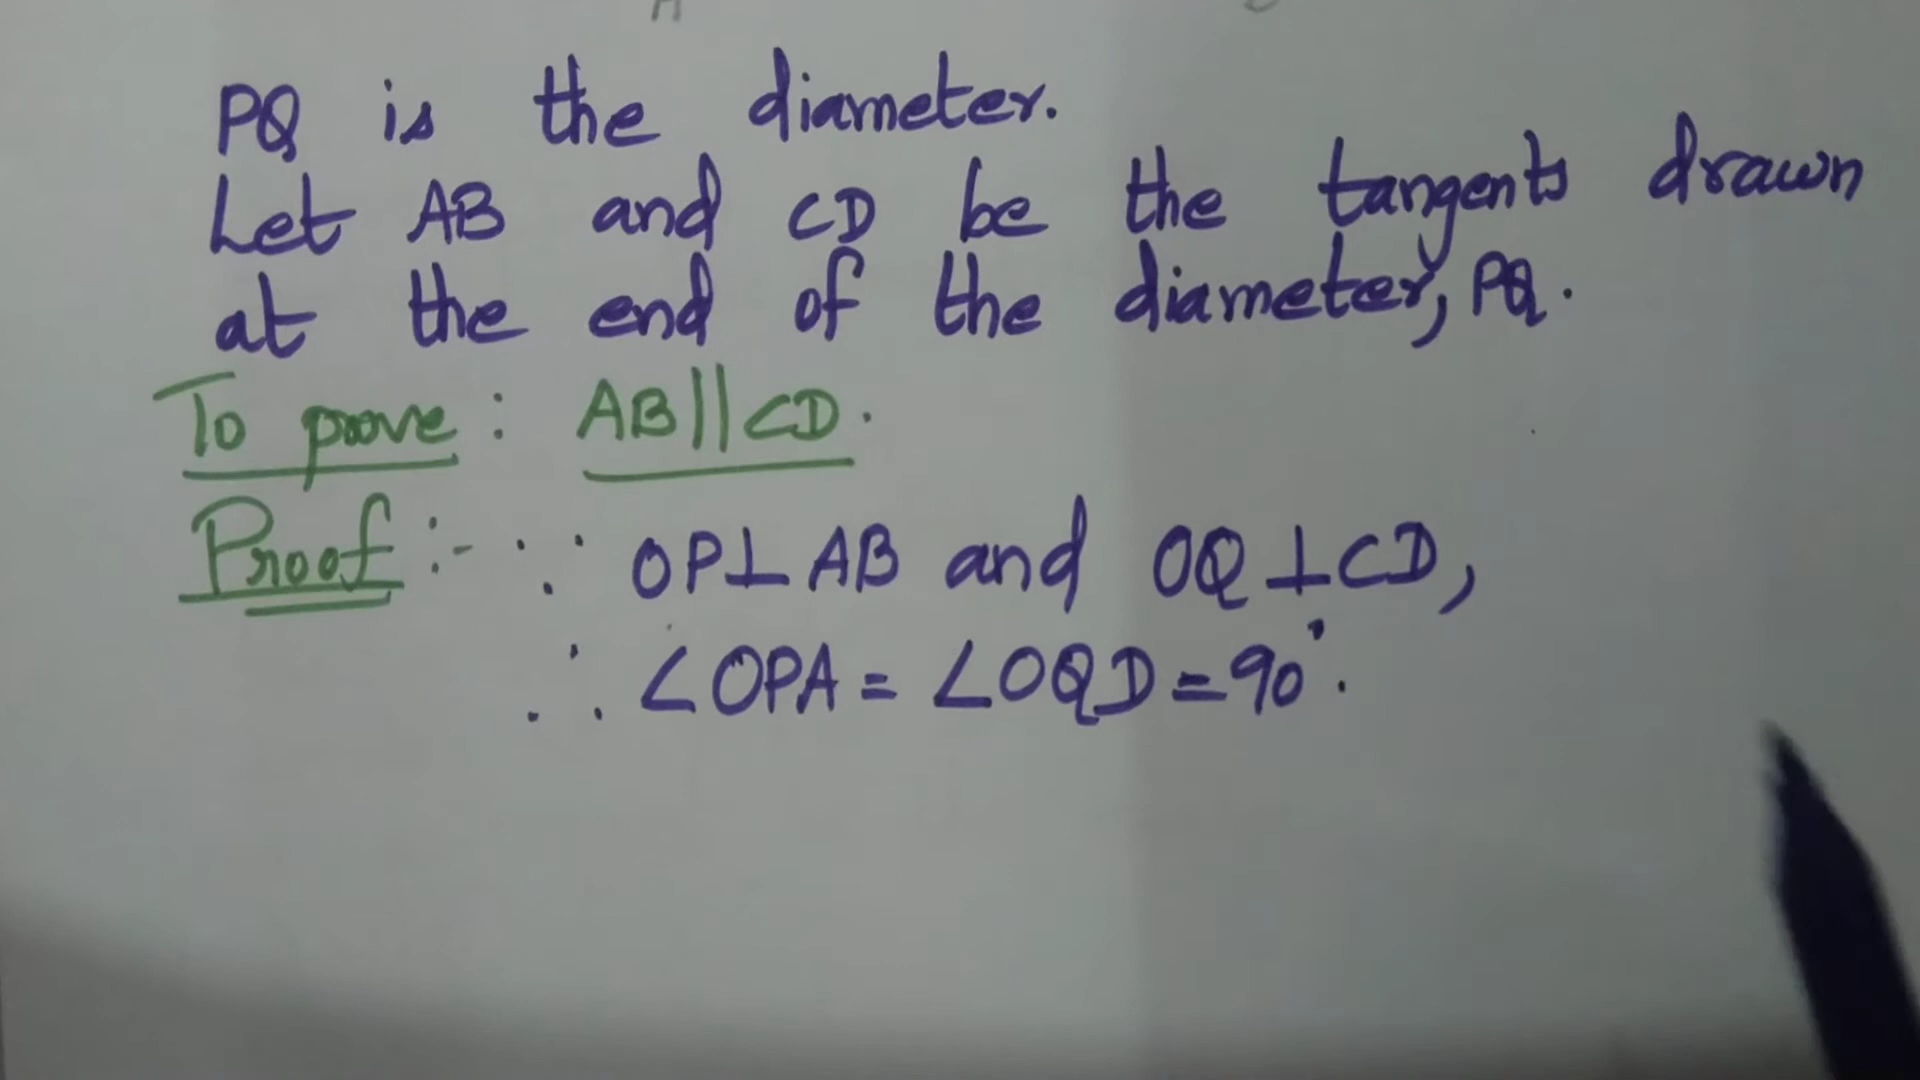 PQ is the diameter.
Let AB and CD be the tangents drawn
at the end of the diameter, PQ.
To prove: AB||CD.
Proof :- ∵ OP⊥AB and OQ⊥CD,
∴ ∠OPA = ∠OQD = 90°.